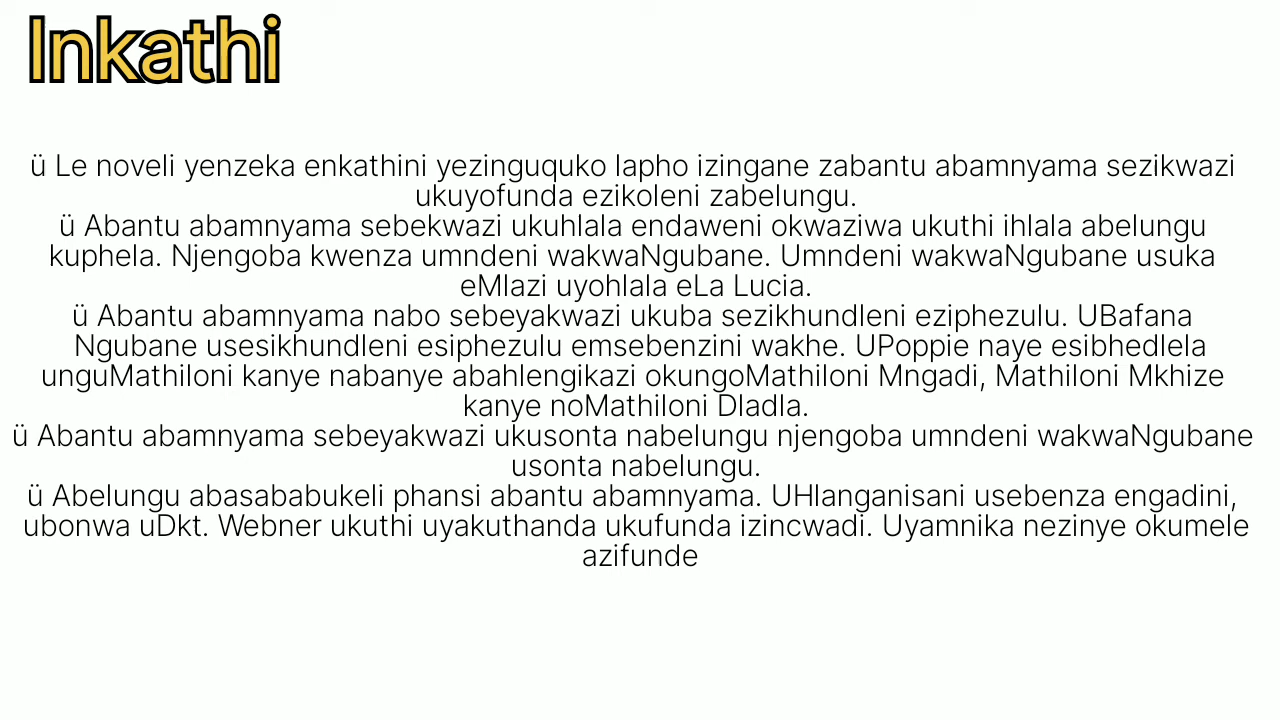 Inkathi
ü Le noveli yenzeka enkathini yezinguquko lapho izingane zabantu abamnyama sezikwazi
ukuyofunda ezikoleni zabelungu.
ü Abantu abamnyama sebekwazi ukuhlala endaweni okwaziwa ukuthi ihlala abelungu
kuphela. Njengoba kwenza umndeni wakwaNgubane. Umndeni wakwaNgubane usuka
eMlazi uyohlala eLa Lucia.
ü Abantu abamnyama nabo sebeyakwazi ukuba sezikhundleni eziphezulu. UBafana
Ngubane usesikhundleni esiphezulu emsebenzini wakhe. UPoppie naye esibhedlela
unguMathiloni kanye nabanye abahlengikazi okungoMathiloni Mngadi, Mathiloni Mkhize
kanye noMathiloni Dladla.
ü Abantu abamnyama sebeyakwazi ukusonta nabelungu njengoba umndeni wakwaNgubane
usonta nabelungu.
ü Abelungu abasababukeli phansi abantu abamnyama. UHlanganisani usebenza engadini,
ubonwa uDkt. Webner ukuthi uyakuthanda ukufunda izincwadi. Uyamnika nezinye okumele
azifunde